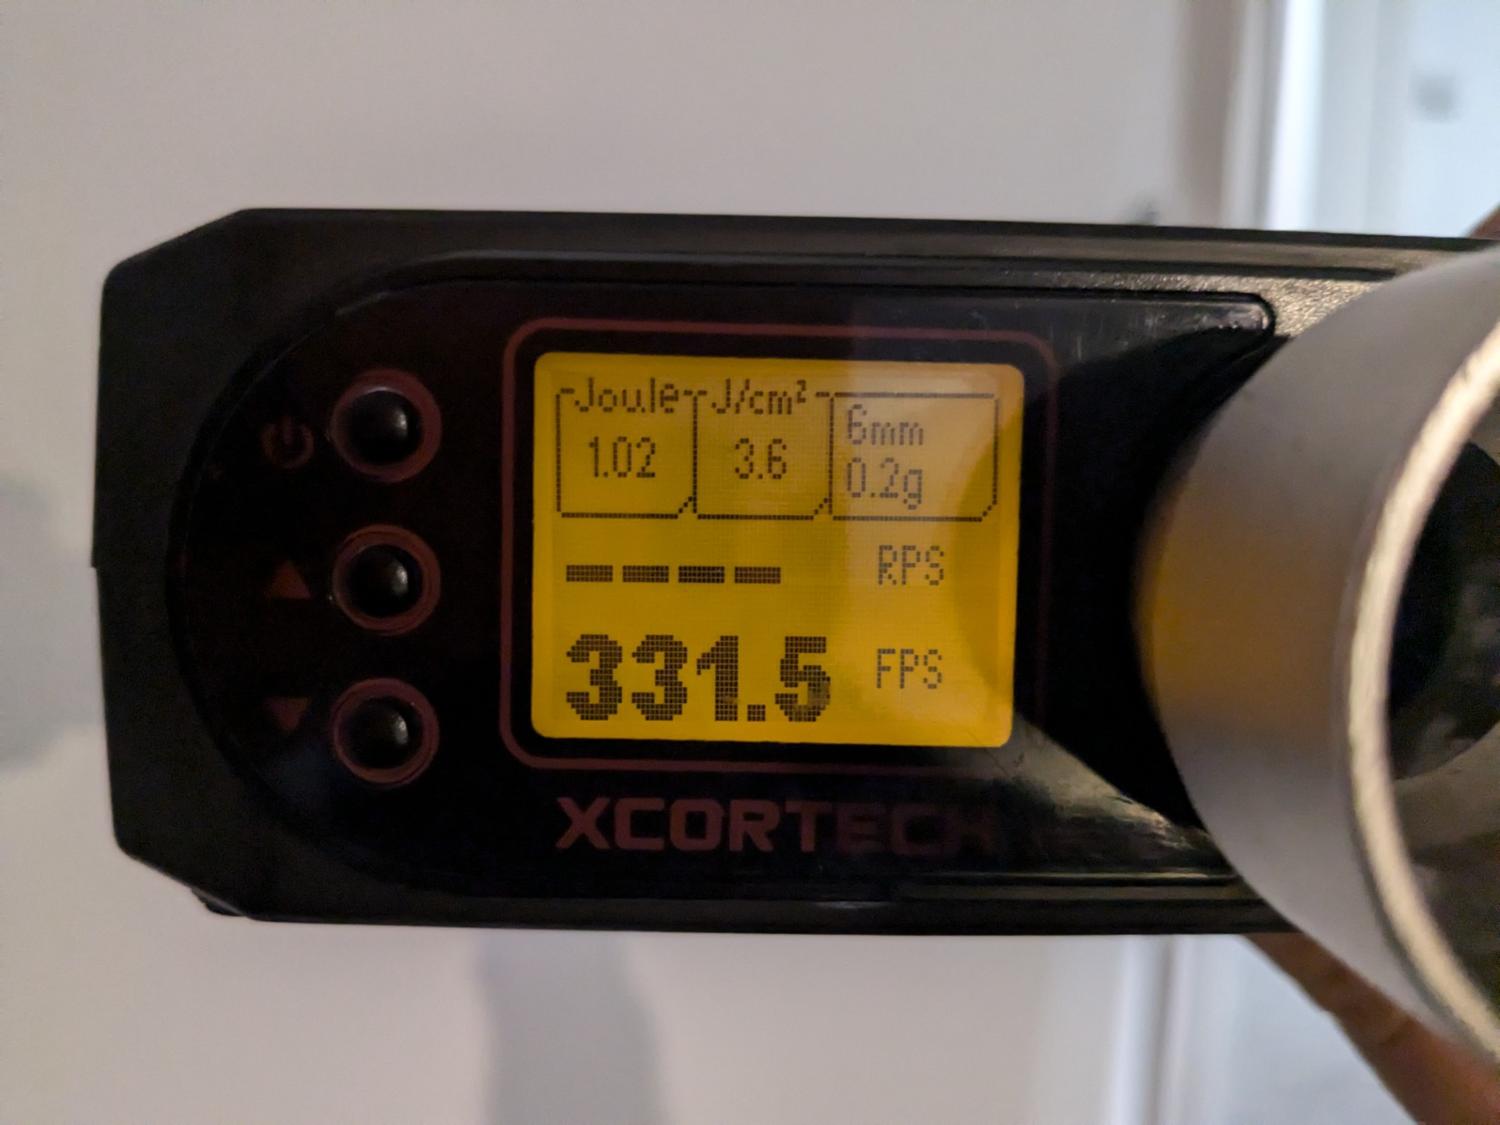 Joule J/cm²
1.02 3.6 6mm
0.2g
---- RPS
331.5 FPS
XCORTECH